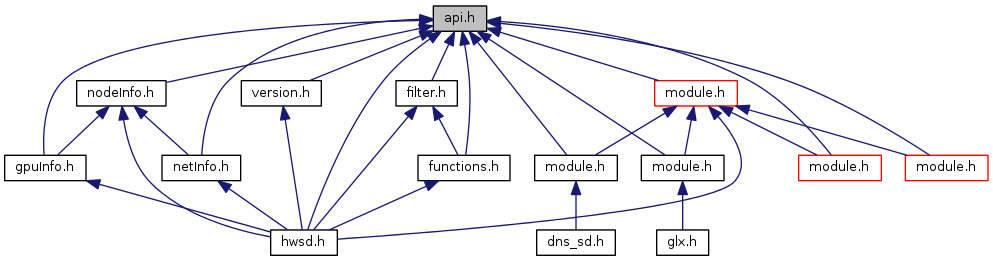 api.h
nodeInfo.h
version.h
filter.h
module.h
gpuInfo.h
netInfo.h
functions.h
module.h
module.h
module.h
module.h
hwsd.h
dns_sd.h
glx.h